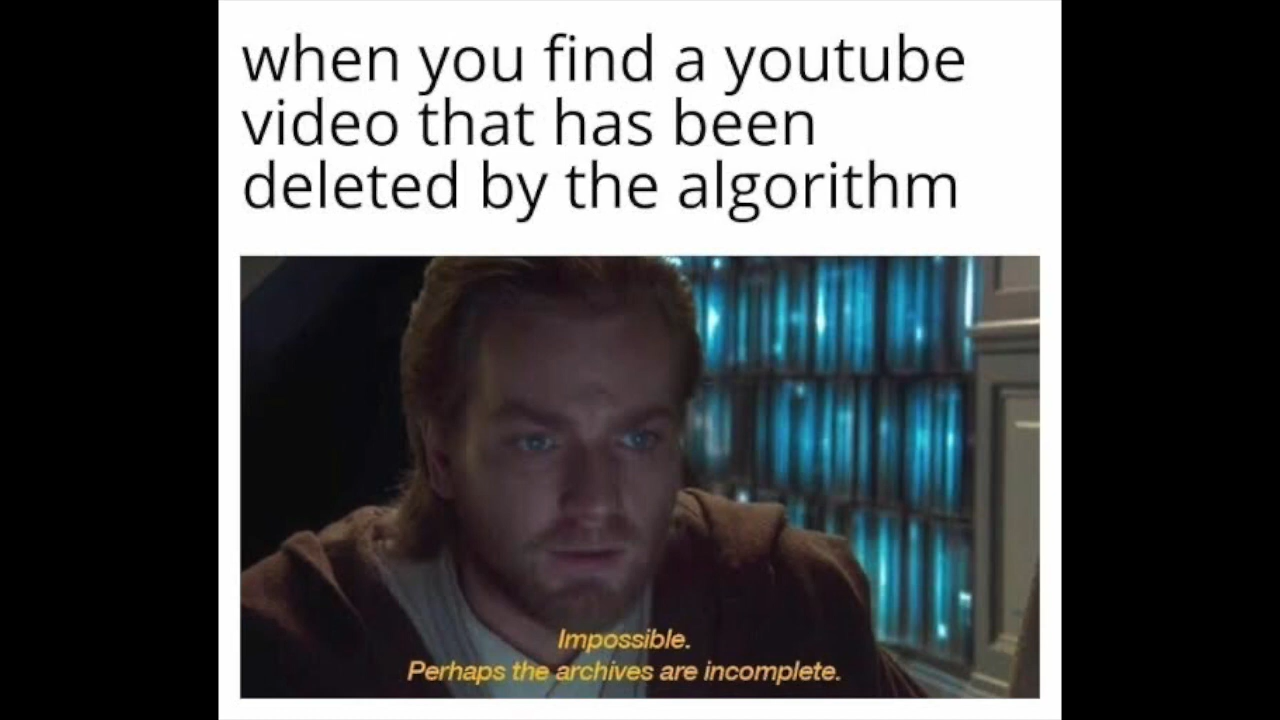 when you find a youtube
video that has been
deleted by the algorithm
Impossible.
Perhaps the archives are incomplete.